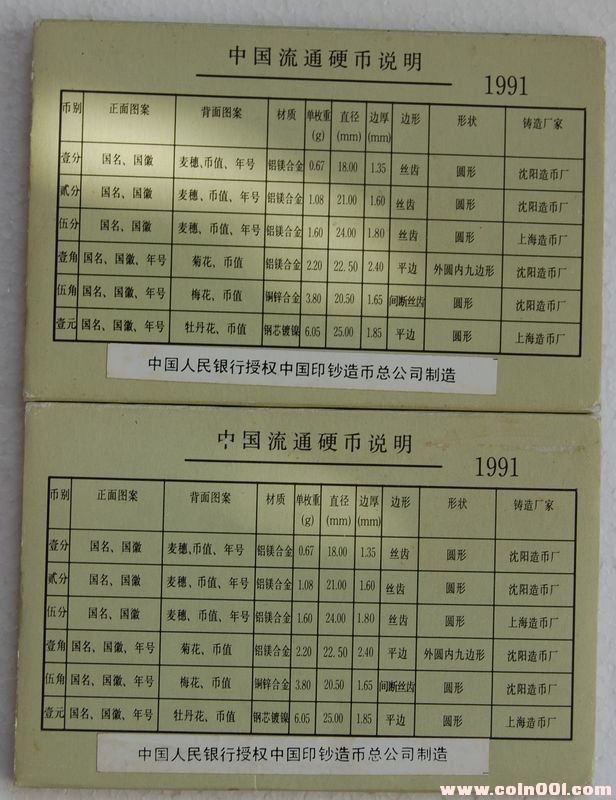 中国流通硬币说明
1991
币别 正面图案 背面图案 材质 单枚重(g) 直径(mm) 边厚(mm) 边形 形状 铸造厂家
壹分 国名、国徽 麦穗、币值、年号 铝镁合金 0.67 18.00 1.35 丝齿 圆形 沈阳造币厂
贰分 国名、国徽 麦穗、币值、年号 铝镁合金 1.08 21.00 1.60 丝齿 圆形 沈阳造币厂
伍分 国名、国徽 麦穗、币值、年号 铝镁合金 1.60 24.00 1.80 丝齿 圆形 上海造币厂
壹角 国名、国徽、年号 菊花、币值 铝镁合金 2.20 22.50 2.40 平边 外圆内九边形 沈阳造币厂
伍角 国名、国徽、年号 梅花、币值 铜锌合金 3.80 20.50 1.65 间断丝齿 圆形 沈阳造币厂
壹元 国名、国徽、年号 牡丹花、币值 钢芯镀镍 6.05 25.00 1.85 平边 圆形 上海造币厂
中国人民银行授权中国印钞造币总公司制造
中国流通硬币说明
1991
币别 正面图案 背面图案 材质 单枚重(g) 直径(mm) 边厚(mm) 边形 形状 铸造厂家
壹分 国名、国徽 麦穗、币值、年号 铝镁合金 0.67 18.00 1.35 丝齿 圆形 沈阳造币厂
贰分 国名、国徽 麦穗、币值、年号 铝镁合金 1.08 21.00 1.60 丝齿 圆形 沈阳造币厂
伍分 国名、国徽 麦穗、币值、年号 铝镁合金 1.60 24.00 1.80 丝齿 圆形 上海造币厂
壹角 国名、国徽、年号 菊花、币值 铝镁合金 2.20 22.50 2.40 平边 外圆内九边形 沈阳造币厂
伍角 国名、国徽、年号 梅花、币值 铜锌合金 3.80 20.50 1.65 间断丝齿 圆形 沈阳造币厂
壹元 国名、国徽、年号 牡丹花、币值 钢芯镀镍 6.05 25.00 1.85 平边 圆形 上海造币厂
中国人民银行授权中国印钞造币总公司制造
www.coin001.com